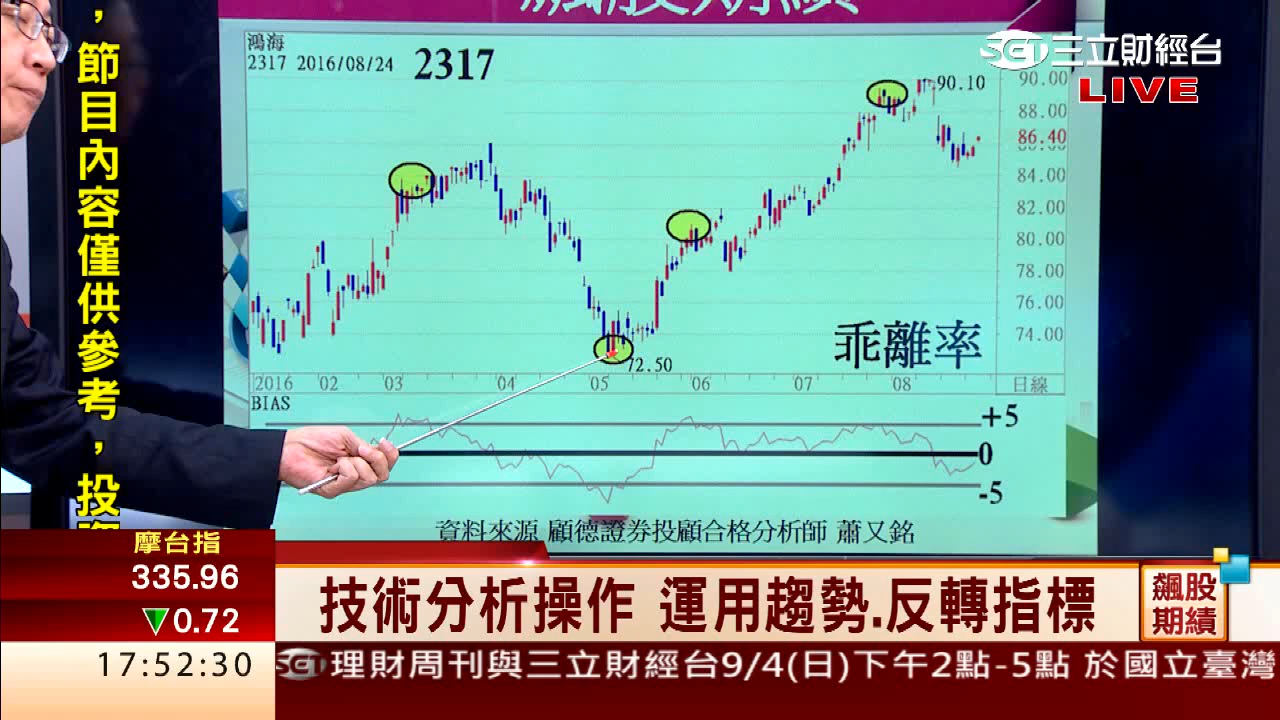 ，節目內容僅供參考，投資
鴻海
2317 2016/08/24 2317
SET 三立財經台
LIVE
90.10
90.00
88.00
86.40
84.00
82.00
80.00
78.00
76.00
74.00
乖離率
72.50
2016 02 03 04 05 06 07 08 日線
BIAS
+5
0
-5
資料來源 顧德證券投顧合格分析師 蕭又銘
摩台指
335.96
▼0.72
17:52:30
技術分析操作 運用趨勢.反轉指標
飆股
期績
SET 理財周刊與三立財經台9/4(日)下午2點-5點 於國立臺灣